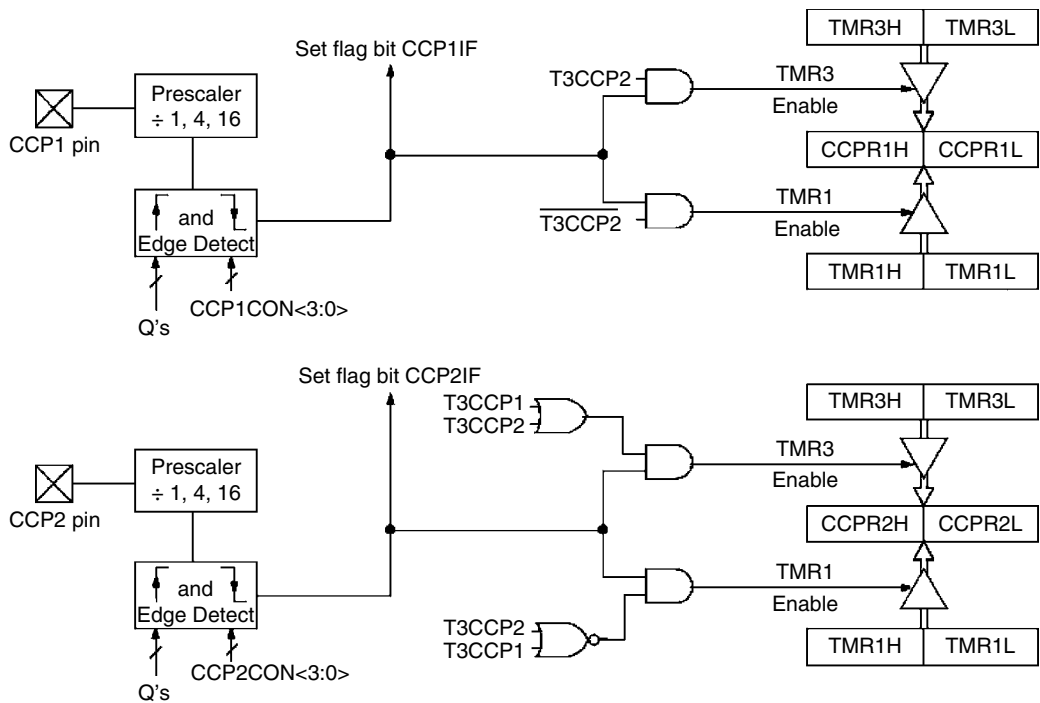 Set flag bit CCP1IF
TMR3H TMR3L
Prescaler
÷ 1, 4, 16
CCP1 pin
T3CCP2
TMR3
Enable
CCPR1H CCPR1L
and
Edge Detect
T3CCP2
TMR1
Enable
TMR1H TMR1L
CCP1CON<3:0>
Q's
Set flag bit CCP2IF
TMR3H TMR3L
T3CCP1
T3CCP2
Prescaler
÷ 1, 4, 16
CCP2 pin
TMR3
Enable
CCPR2H CCPR2L
and
Edge Detect
TMR1
Enable
T3CCP2
T3CCP1
TMR1H TMR1L
CCP2CON<3:0>
Q's